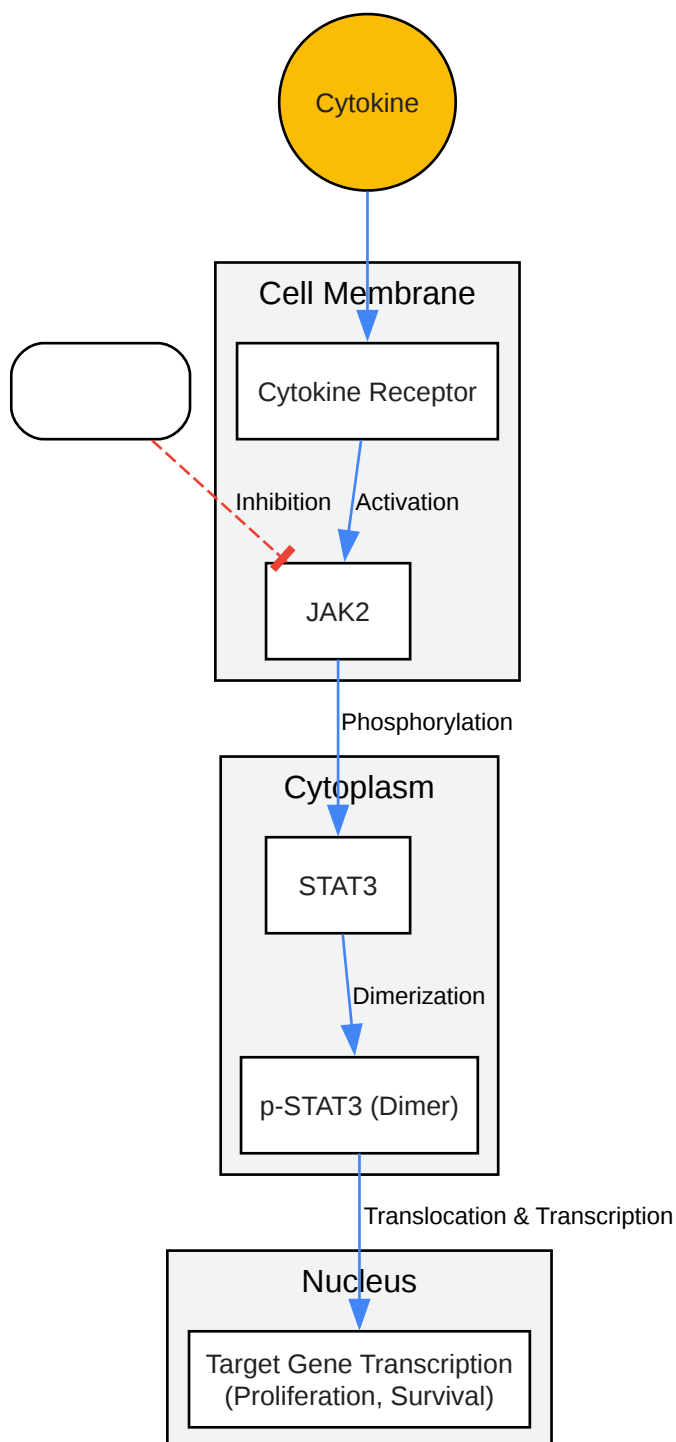 Cytokine
Cell Membrane
Cytokine Receptor
Inhibition
Activation
JAK2
Phosphorylation
Cytoplasm
STAT3
Dimerization
p-STAT3 (Dimer)
Translocation & Transcription
Nucleus
Target Gene Transcription
(Proliferation, Survival)